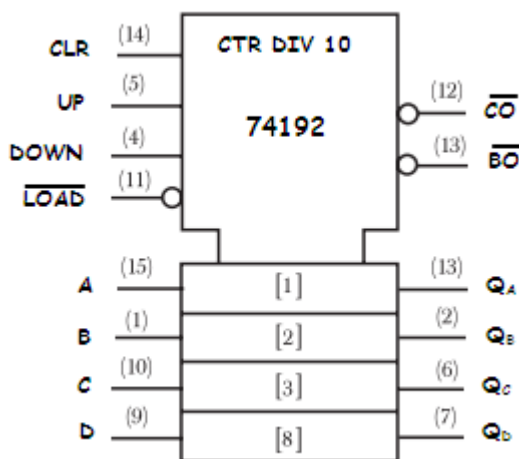 CTR DIV 10
74192
CLR (14)
UP (5)
DOWN (4)
LOAD (11)
(12) CO
(13) BO
A (15) [1] (13) QA
B (1) [2] (2) QB
C (10) [3] (6) QC
D (9) [8] (7) QD